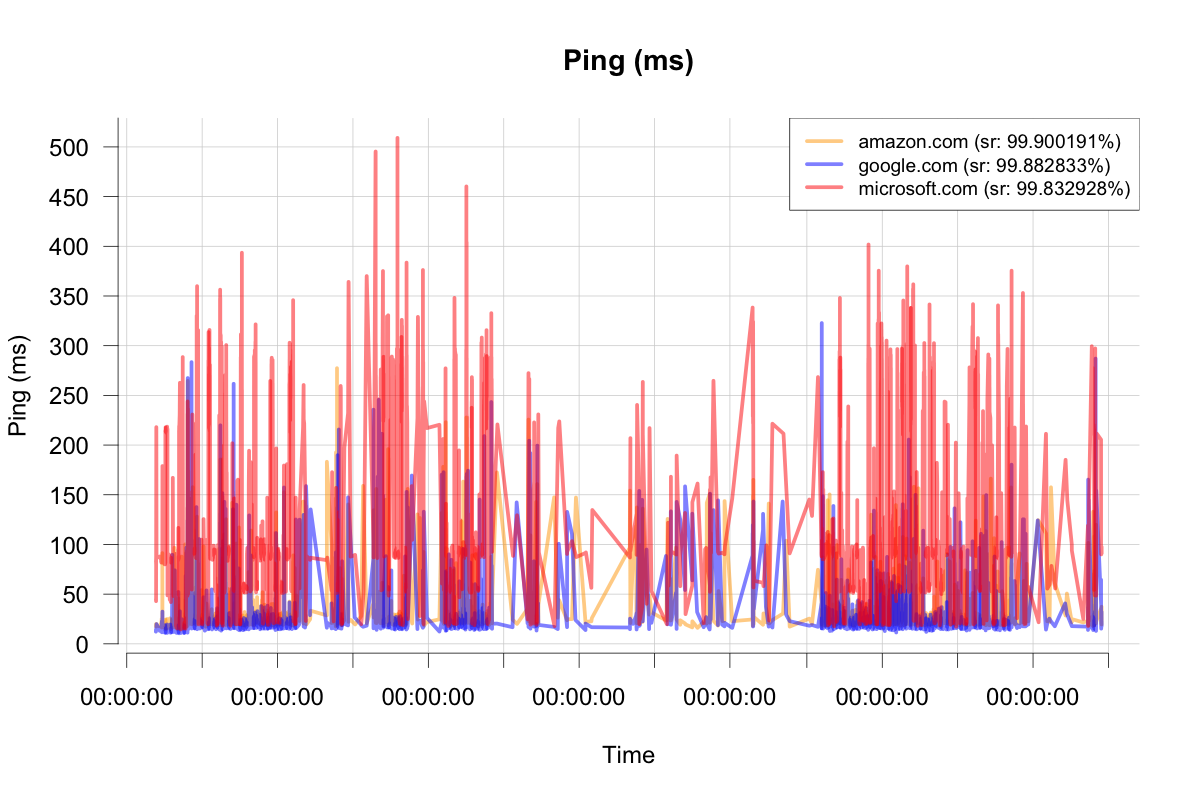 Ping (ms)
amazon.com (sr: 99.900191%)
google.com (sr: 99.882833%)
microsoft.com (sr: 99.832928%)
Ping (ms)
500
450
400
350
300
250
200
150
100
50
0
00:00:00 00:00:00 00:00:00 00:00:00 00:00:00 00:00:00 00:00:00
Time